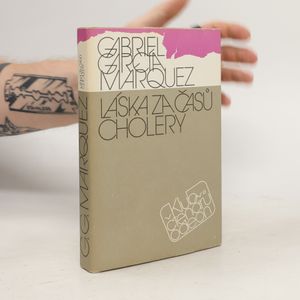 GABRIEL
GARCÍA
MÁRQUEZ
LÁSKA ZA ČASŮ
CHOLERY
G.G. MÁRQUEZ